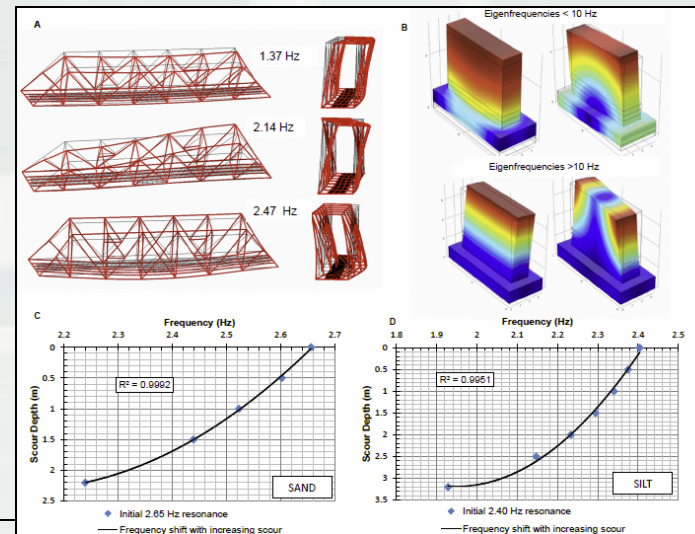 A
1.37 Hz
2.14 Hz
2.47 Hz
B
Eigenfrequencies < 10 Hz
Eigenfrequencies >10 Hz
C
Frequency (Hz)
2.2 2.3 2.4 2.5 2.6 2.7
0
0.5
1
1.5
2
2.5
Scour Depth (m)
R² = 0.9992
SAND
Initial 2.65 Hz resonance
Frequency shift with increasing scour
D
Frequency (Hz)
1.8 1.9 2 2.1 2.2 2.3 2.4 2.5
0
0.5
1
1.5
2
2.5
3
3.5
Scour Depth (m)
R² = 0.9951
SILT
Initial 2.40 Hz resonance
Frequency shift with increasing scour